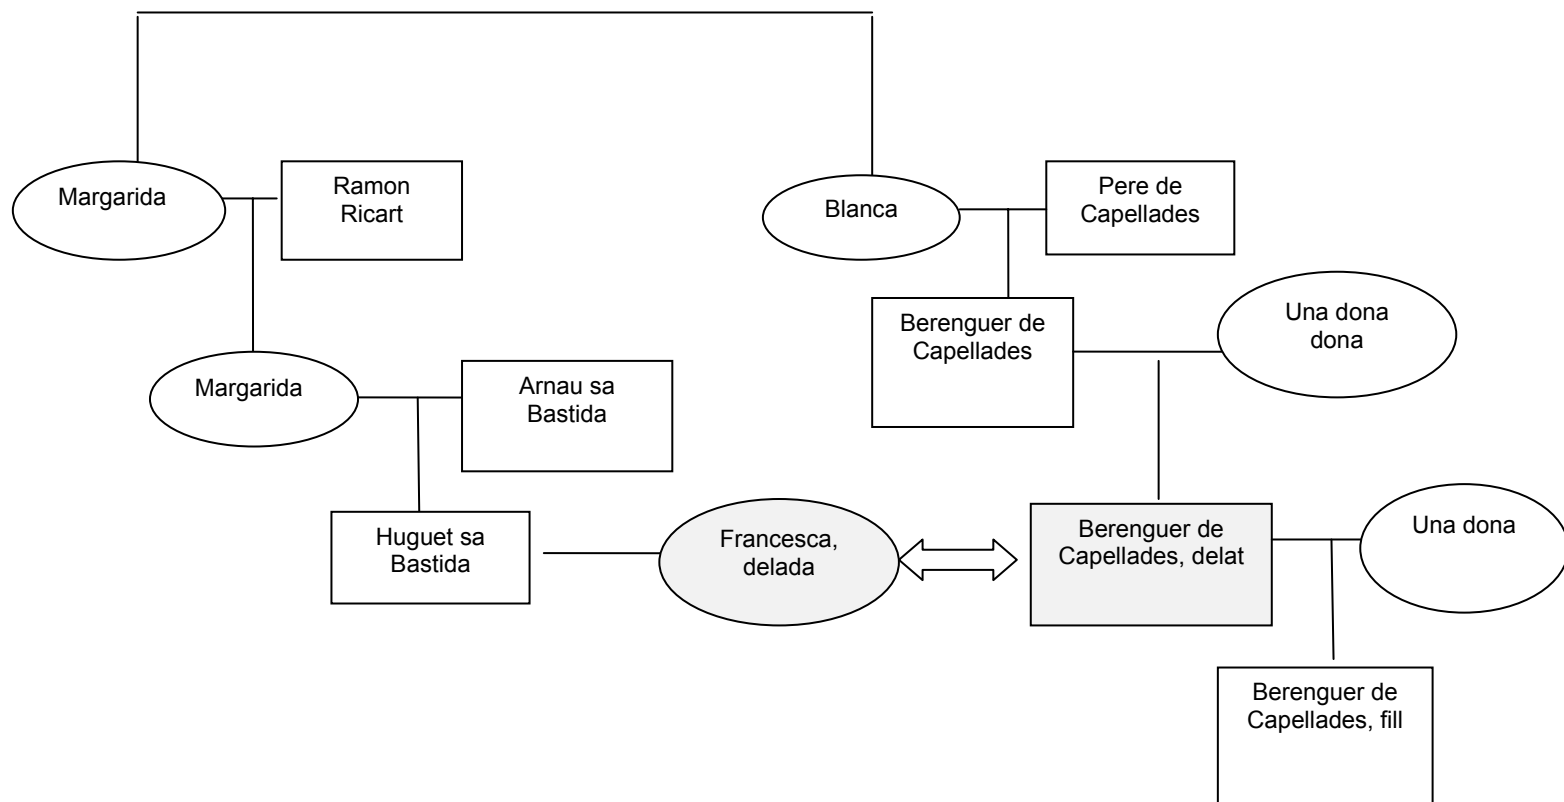 Margarida
Ramon
Ricart
Blanca
Pere de
Capellades
Berenguer de
Capellades
Una dona
dona
Margarida
Arnau sa
Bastida
Huguet sa
Bastida
Francesca,
delada
Berenguer de
Capellades, delat
Una dona
Berenguer de
Capellades, fill